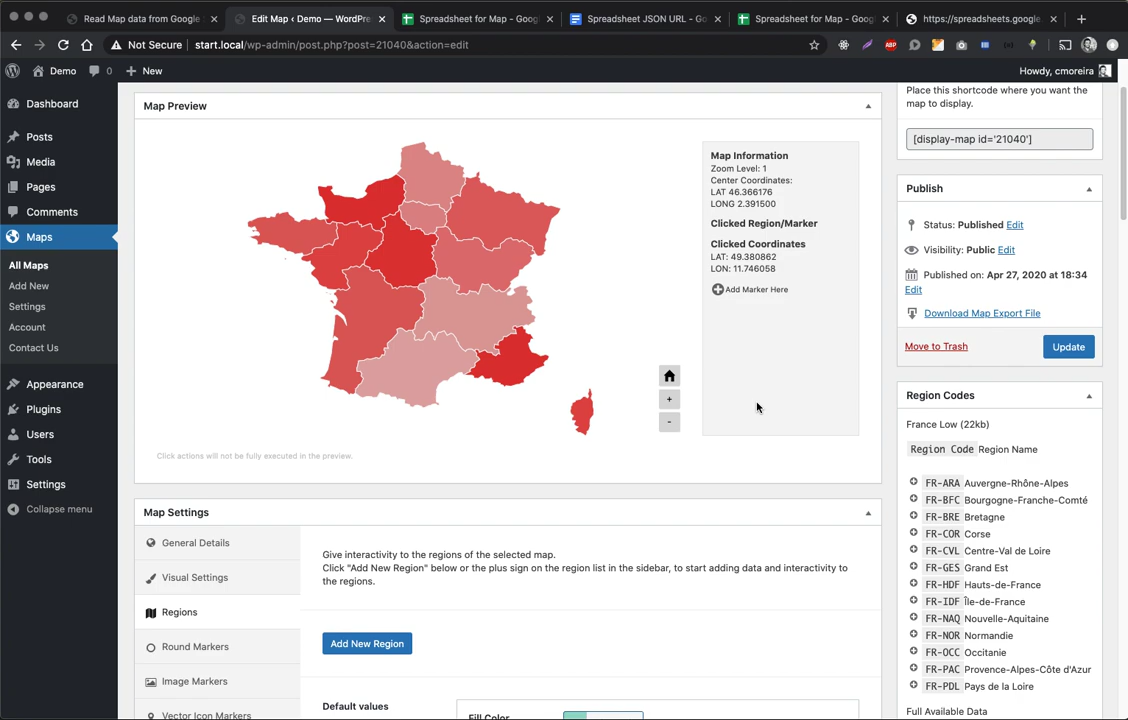 Read Map data from Google
Edit Map ‹ Demo — WordPre
Spreadsheet for Map - Goog
Spreadsheet JSON URL - Go
Spreadsheet for Map - Goog
https://spreadsheets.google.
Not Secure
start.local/wp-admin/post.php?post=21040&action=edit
ABP
Demo
0
New
Howdy, cmoreira
Dashboard
Posts
Media
Pages
Comments
Maps
All Maps
Add New
Settings
Account
Contact Us
Appearance
Plugins
Users
Tools
Settings
Collapse menu
Map Preview
Map Information
Zoom Level: 1
Center Coordinates:
LAT 46.366176
LONG 2.391500
Clicked Region/Marker
Clicked Coordinates
LAT: 49.380862
LON: 11.746058
Add Marker Here
+
-
Click actions will not be fully executed in the preview.
Map Settings
General Details
Visual Settings
Regions
Round Markers
Image Markers
Vector Icon Markers
Give interactivity to the regions of the selected map.
Click "Add New Region" below or the plus sign on the region list in the sidebar, to start adding data and interactivity to
the regions.
Add New Region
Default values
Fill Color
Place this shortcode where you want the
map to display.
[display-map id='21040']
Publish
Status: Published Edit
Visibility: Public Edit
Published on: Apr 27, 2020 at 18:34
Edit
Download Map Export File
Move to Trash
Update
Region Codes
France Low (22kb)
Region Code Region Name
FR-ARA Auvergne-Rhône-Alpes
FR-BFC Bourgogne-Franche-Comté
FR-BRE Bretagne
FR-COR Corse
FR-CVL Centre-Val de Loire
FR-GES Grand Est
FR-HDF Hauts-de-France
FR-IDF Île-de-France
FR-NAQ Nouvelle-Aquitaine
FR-NOR Normandie
FR-OCC Occitanie
FR-PAC Provence-Alpes-Côte d'Azur
FR-PDL Pays de la Loire
Full Available Data